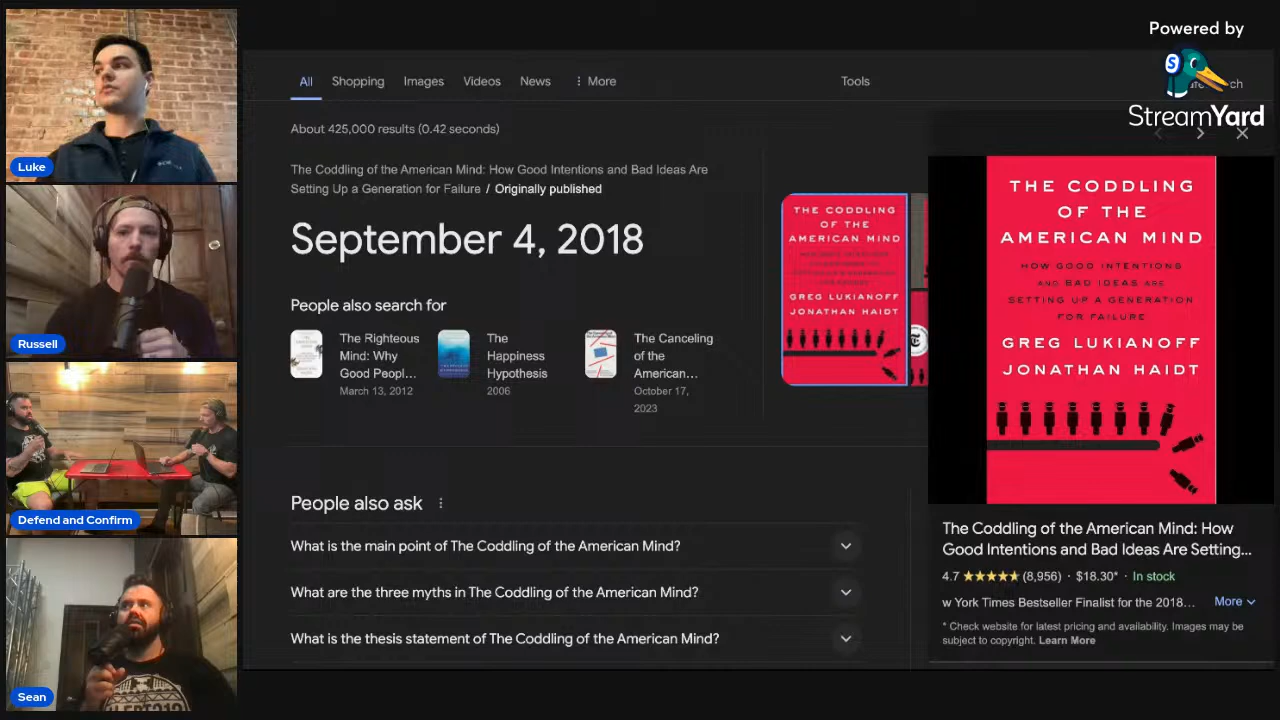 Luke
Russell
Defend and Confirm
Sean
All
Shopping
Images
Videos
News
More
Tools
Powered by
StreamYard
About 425,000 results (0.42 seconds)
The Coddling of the American Mind: How Good Intentions and Bad Ideas Are
Setting Up a Generation for Failure / Originally published
September 4, 2018
People also search for
The Righteous
Mind: Why
Good Peopl...
March 13, 2012
The
Happiness
Hypothesis
2006
The Canceling
of the
American...
October 17,
2023
THE CODDLING
OF THE
AMERICAN MIND
GREG LUKIANOFF
JONATHAN HAIDT
People also ask
What is the main point of The Coddling of the American Mind?
What are the three myths in The Coddling of the American Mind?
What is the thesis statement of The Coddling of the American Mind?
THE CODDLING
OF THE
AMERICAN MIND
HOW GOOD INTENTIONS
AND BAD IDEAS ARE
SETTING UP A GENERATION
FOR FAILURE
GREG LUKIANOFF
JONATHAN HAIDT
The Coddling of the American Mind: How
Good Intentions and Bad Ideas Are Setting...
4.7 ★★★★★ (8,956) · $18.30* · In stock
w York Times Bestseller Finalist for the 2018... More
* Check website for latest pricing and availability. Images may be
subject to copyright. Learn More